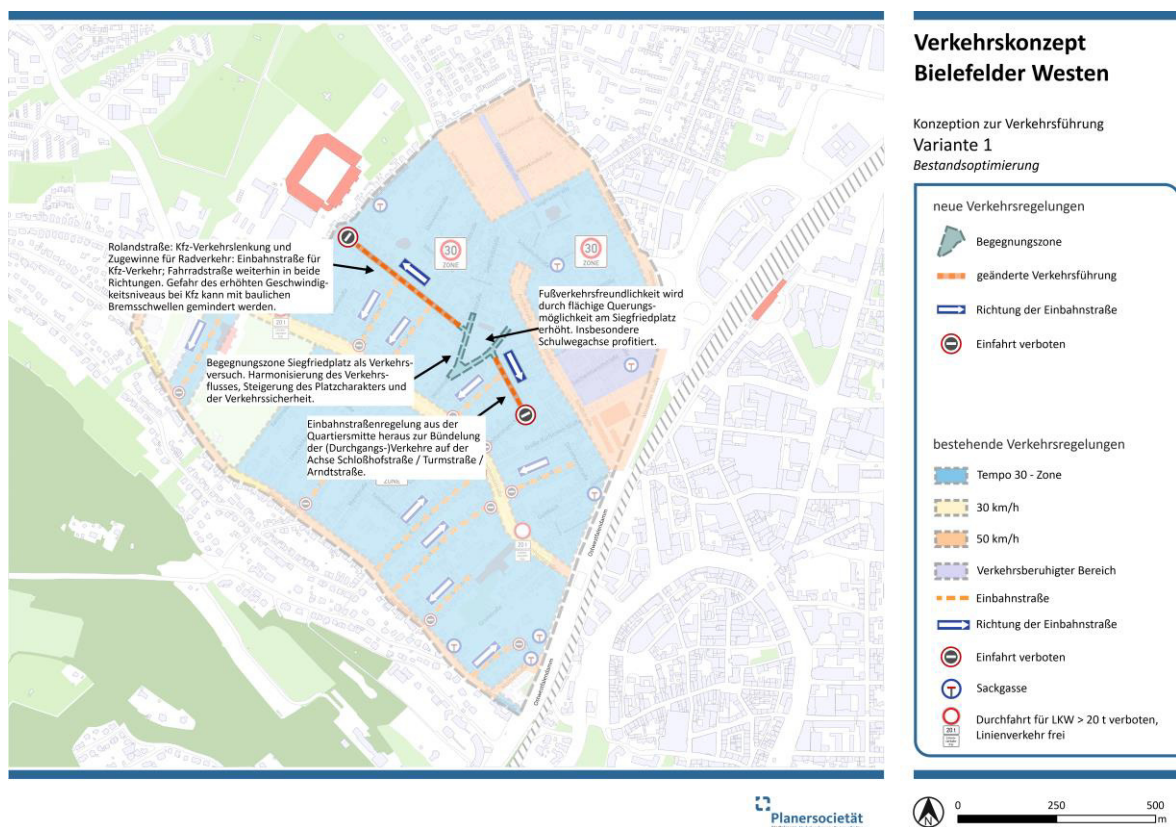 Verkehrskonzept
Bielefelder Westen
Konzeption zur Verkehrsführung
Variante 1
Bestandsoptimierung
neue Verkehrsregelungen
Begegnungszone
geänderte Verkehrsführung
Richtung der Einbahnstraße
Einfahrt verboten
bestehende Verkehrsregelungen
Tempo 30 - Zone
30 km/h
50 km/h
Verkehrsberuhigter Bereich
Einbahnstraße
Richtung der Einbahnstraße
Einfahrt verboten
Sackgasse
20 t
Durchfahrt für LKW > 20 t verboten,
Linienverkehr frei
Rolandstraße: Kfz-Verkehrslenkung und
Zugewinne für Radverkehr: Einbahnstraße für
Kfz-Verkehr; Fahrradstraße weiterhin in beide
Richtungen. Gefahr des erhöhten Geschwindig-
keitsniveaus bei Kfz kann mit baulichen
Bremsschwellen gemindert werden.
30
ZONE
30
ZONE
Fußverkehrsfreundlichkeit wird
durch flächige Querungs-
möglichkeit am Siegfriedplatz
erhöht. Insbesondere
Schulwegachse profitiert.
20 t
Begegnungszone Siegfriedplatz als Verkehrs-
versuch. Harmonisierung des Verkehrs-
flusses, Steigerung des Platzcharakters und
der Verkehrssicherheit.
Einbahnstraßenregelung aus der
Quartiersmitte heraus zur Bündelung
der (Durchgangs-)Verkehre auf der
Achse Schloßhofstraße / Turmstraße /
Arndtstraße.
ZONE
20 t
Ostwestfalendamm
Ostwestfalendamm
Planersocietät
N
0 250 500
m